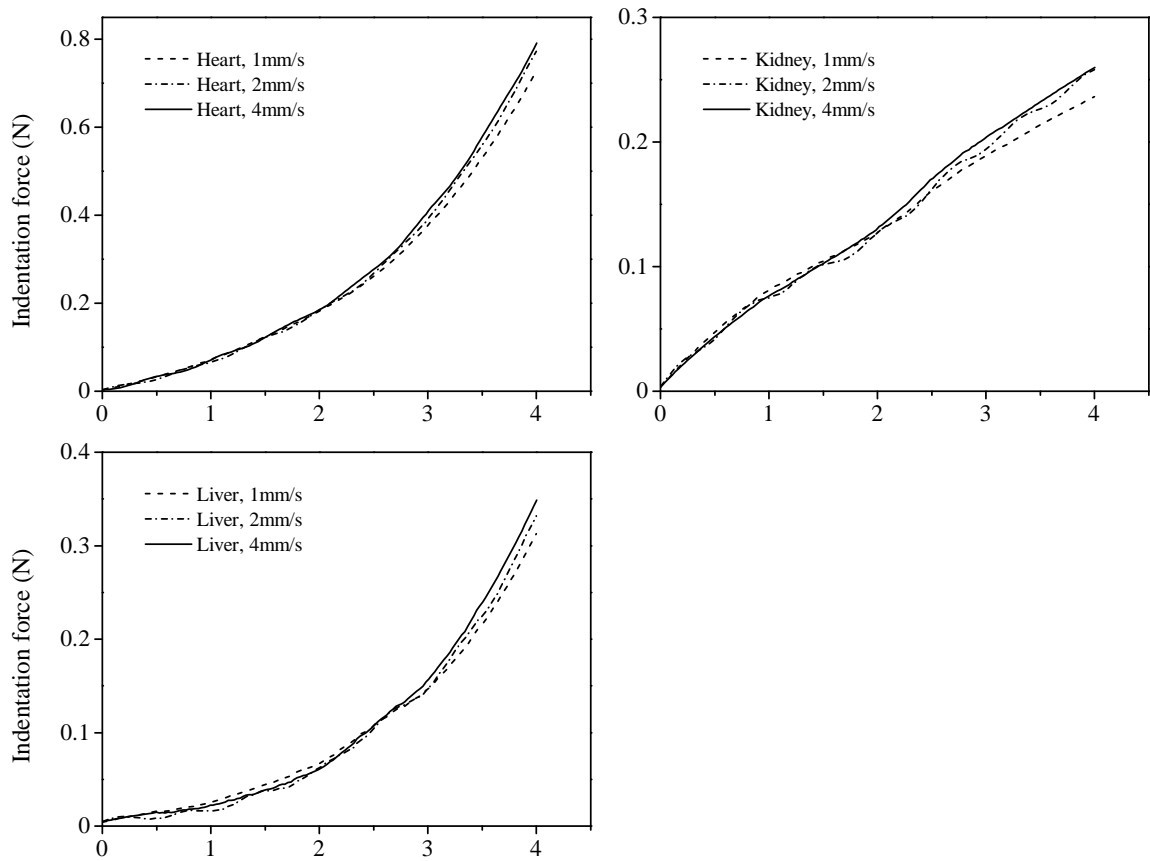 0.8
0.6
0.4
0.2
0
Indentation force (N)
Heart, 1mm/s
Heart, 2mm/s
Heart, 4mm/s
0 1 2 3 4
0.3
0.2
0.1
0
Kidney, 1mm/s
Kidney, 2mm/s
Kidney, 4mm/s
0 1 2 3 4
0.4
0.3
0.2
0.1
0
Indentation force (N)
Liver, 1mm/s
Liver, 2mm/s
Liver, 4mm/s
0 1 2 3 4